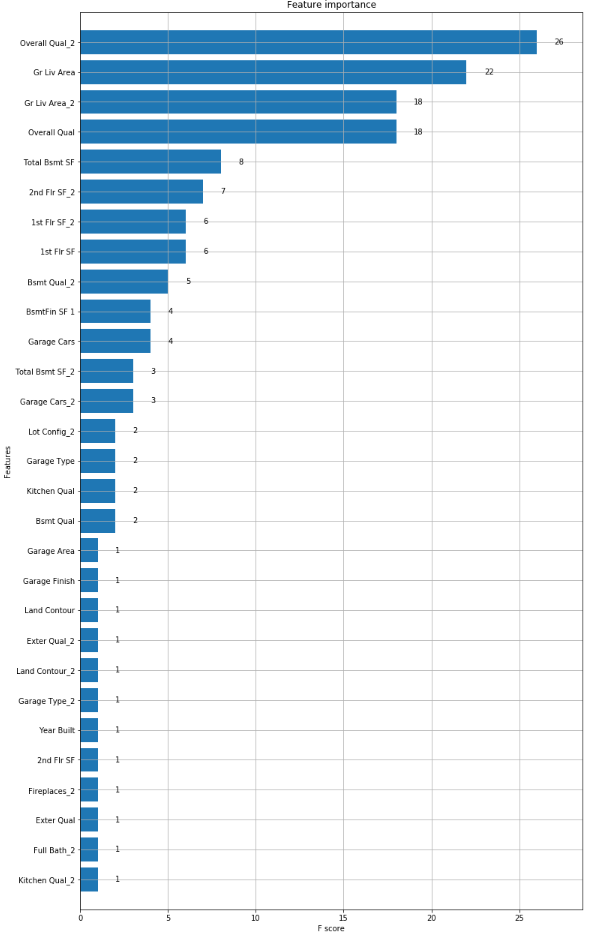 Feature importance
Overall Qual_2 26
Gr Liv Area 22
Gr Liv Area_2 18
Overall Qual 18
Total Bsmt SF 8
2nd Flr SF_2 7
1st Flr SF_2 6
1st Flr SF 6
Bsmt Qual_2 5
BsmtFin SF 1 4
Garage Cars 4
Total Bsmt SF_2 3
Garage Cars_2 3
Lot Config_2 2
Garage Type 2
Kitchen Qual 2
Bsmt Qual 2
Garage Area 1
Garage Finish 1
Land Contour 1
Exter Qual_2 1
Land Contour_2 1
Garage Type_2 1
Year Built 1
2nd Flr SF 1
Fireplaces_2 1
Exter Qual 1
Full Bath_2 1
Kitchen Qual_2 1
Features
0 5 10 15 20 25
F score